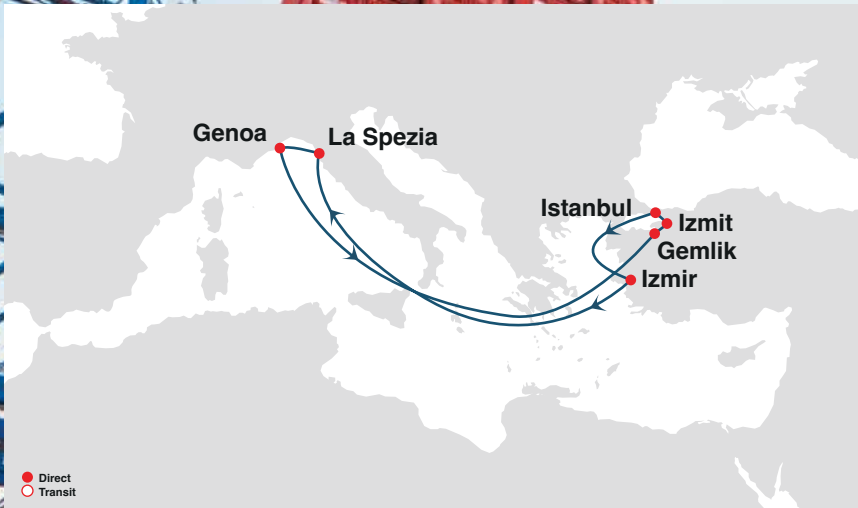 Genoa
La Spezia
Istanbul
Izmit
Gemlik
Izmir
Direct
Transit